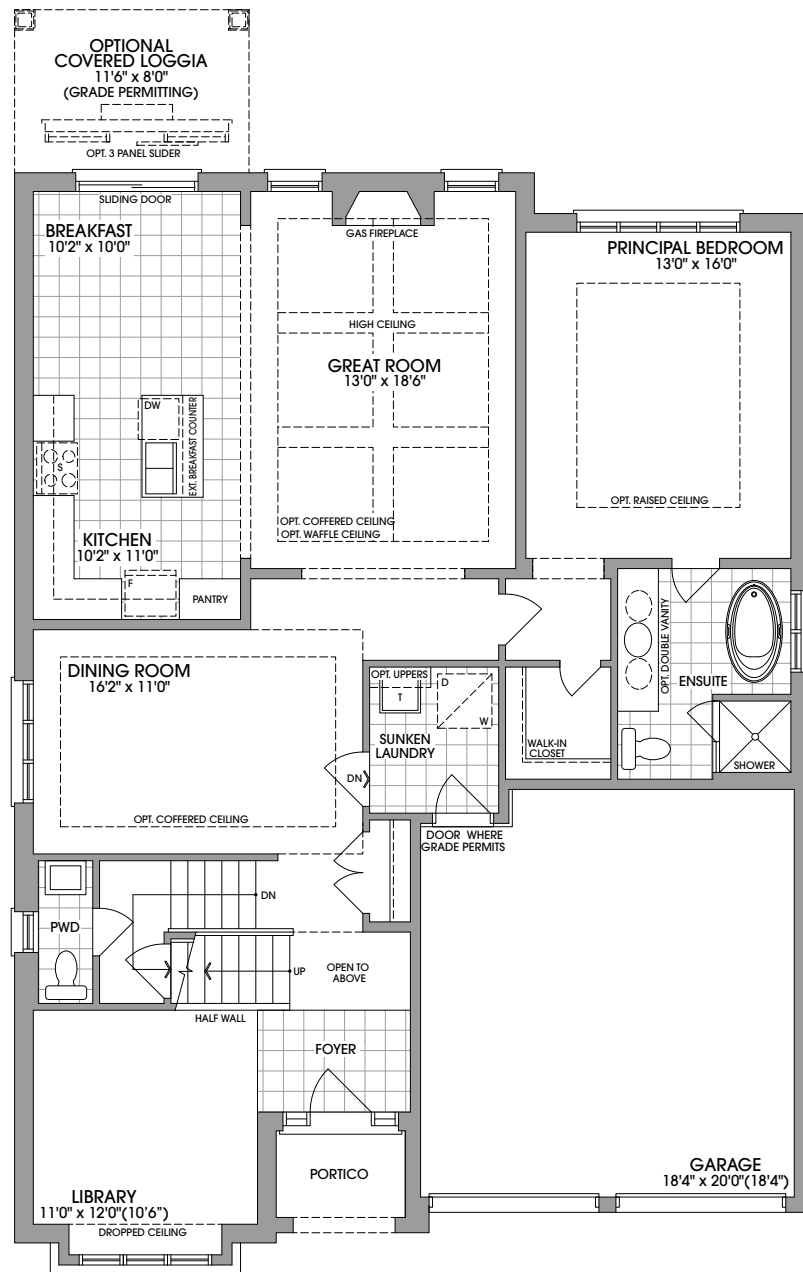 OPTIONAL
COVERED LOGGIA
11'6" x 8'0"
(GRADE PERMITTING)
OPT. 3 PANEL SLIDER
SLIDING DOOR
BREAKFAST
10'2" x 10'0"
GAS FIREPLACE
HIGH CEILING
GREAT ROOM
13'0" x 18'6"
OPT. COFFERED CEILING
OPT. WAFFLE CEILING
PRINCIPAL BEDROOM
13'0" x 16'0"
OPT. RAISED CEILING
DW
EXT. BREAKFAST COUNTER
S
KITCHEN
10'2" x 11'0"
F
PANTRY
DINING ROOM
16'2" x 11'0"
OPT. COFFERED CEILING
OPT. UPPERS
T
D
W
SUNKEN
LAUNDRY
DN
WALK-IN
CLOSET
OPT. DOUBLE VANITY
ENSUITE
SHOWER
DOOR WHERE
GRADE PERMITS
PWD
DN
UP
OPEN TO
ABOVE
HALF WALL
FOYER
PORTICO
LIBRARY
11'0" x 12'0"(10'6")
DROPPED CEILING
GARAGE
18'4" x 20'0"(18'4")